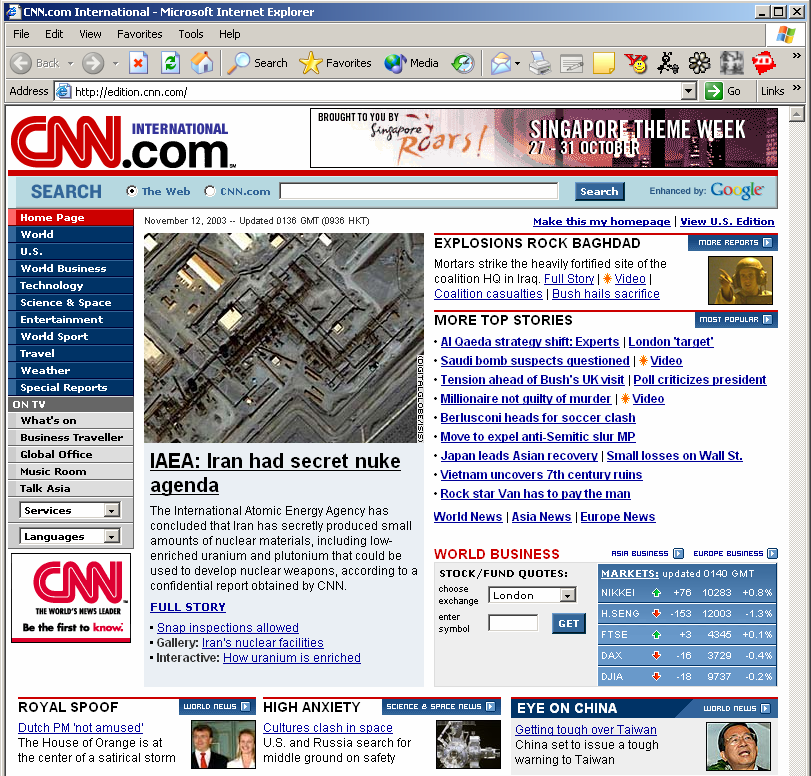 CNN.com International - Microsoft Internet Explorer
File Edit View Favorites Tools Help
Back Search Favorites Media
Address http://edition.cnn.com/ Go Links
CNN.com INTERNATIONAL
BROUGHT TO YOU BY Singapore Roars!
SINGAPORE THEME WEEK
27 - 31 OCTOBER
SEARCH The Web CNN.com Search Enhanced by: Google
Home Page
World
U.S.
World Business
Technology
Science & Space
Entertainment
World Sport
Travel
Weather
Special Reports
ON TV
What's on
Business Traveller
Global Office
Music Room
Talk Asia
Services
Languages
CNN
THE WORLD'S NEWS LEADER
Be the first to know.
November 12, 2003 -- Updated 0136 GMT (0936 HKT)
Make this my homepage | View U.S. Edition
(DIGITALGLOBE/ISIS)
IAEA: Iran had secret nuke
agenda
The International Atomic Energy Agency has
concluded that Iran has secretly produced small
amounts of nuclear materials, including low-
enriched uranium and plutonium that could be
used to develop nuclear weapons, according to a
confidential report obtained by CNN.
FULL STORY
• Snap inspections allowed
• Gallery: Iran's nuclear facilities
• Interactive: How uranium is enriched
EXPLOSIONS ROCK BAGHDAD MORE REPORTS
Mortars strike the heavily fortified site of the
coalition HQ in Iraq. Full Story | Video |
Coalition casualties | Bush hails sacrifice
MORE TOP STORIES MOST POPULAR
• Al Qaeda strategy shift: Experts | London 'target'
• Saudi bomb suspects questioned | Video
• Tension ahead of Bush's UK visit | Poll criticizes president
• Millionaire not guilty of murder | Video
• Berlusconi heads for soccer clash
• Move to expel anti-Semitic slur MP
• Japan leads Asian recovery | Small losses on Wall St.
• Vietnam uncovers 7th century ruins
• Rock star Van has to pay the man
World News | Asia News | Europe News
WORLD BUSINESS ASIA BUSINESS EUROPE BUSINESS
STOCK/FUND QUOTES:
choose
exchange London
enter
symbol GET
MARKETS: updated 0140 GMT
NIKKEI +76 10283 +0.8%
H.SENG -153 12003 -1.3%
FTSE +3 4345 +0.1%
DAX -16 3729 -0.4%
DJIA -18 9737 -0.2%
ROYAL SPOOF WORLD NEWS
Dutch PM 'not amused'
The House of Orange is at
the center of a satirical storm
HIGH ANXIETY SCIENCE & SPACE NEWS
Cultures clash in space
U.S. and Russia search for
middle ground on safety
EYE ON CHINA WORLD NEWS
Getting tough over Taiwan
China set to issue a tough
warning to Taiwan